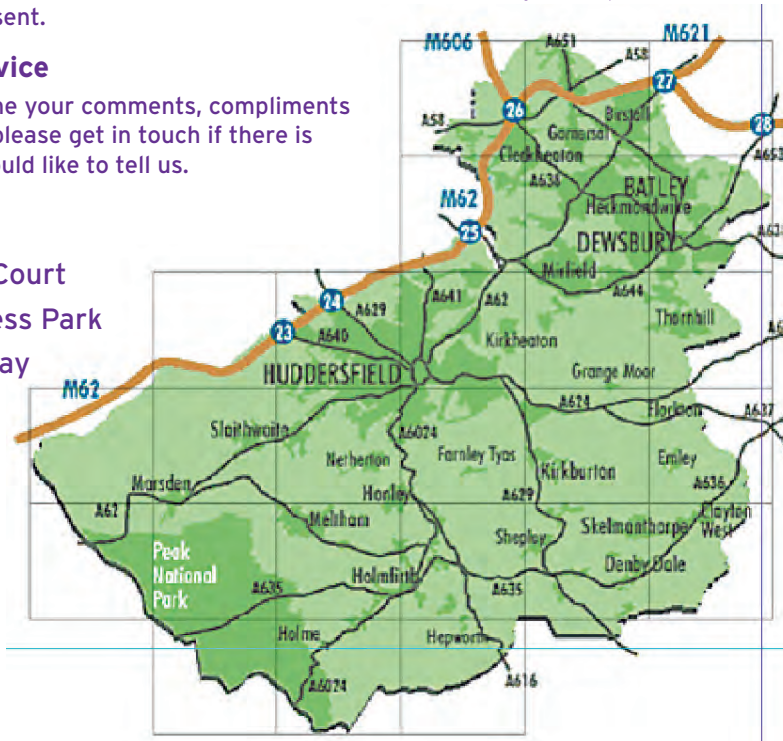 sent.
vice
ne your comments, compliments
please get in touch if there is
ould like to tell us.
Court
ess Park
ay
M606
A651
A58
M621
27
26
A58
Birstall
Gomersal
28
Cleckheaton
A653
A638
BATLEY
M62
Heckmondwike
25
DEWSBURY
A638
Mirfield
A644
24
A629
A641
A62
Thornhill
23
A640
Kirkheaton
HUDDERSFIELD
Grange Moor
M62
A624
Flockton
A637
Slaithwaite
A6024
Netherton
Farnley Tyas
Emley
Kirkburton
A636
Marsden
Honley
A629
A62
Clayton
West
Meltham
Skelmanthorpe
Shepley
Peak
National
Park
Denby Dale
Holmfirth
A635
A635
Holme
Hepworth
A6024
A616